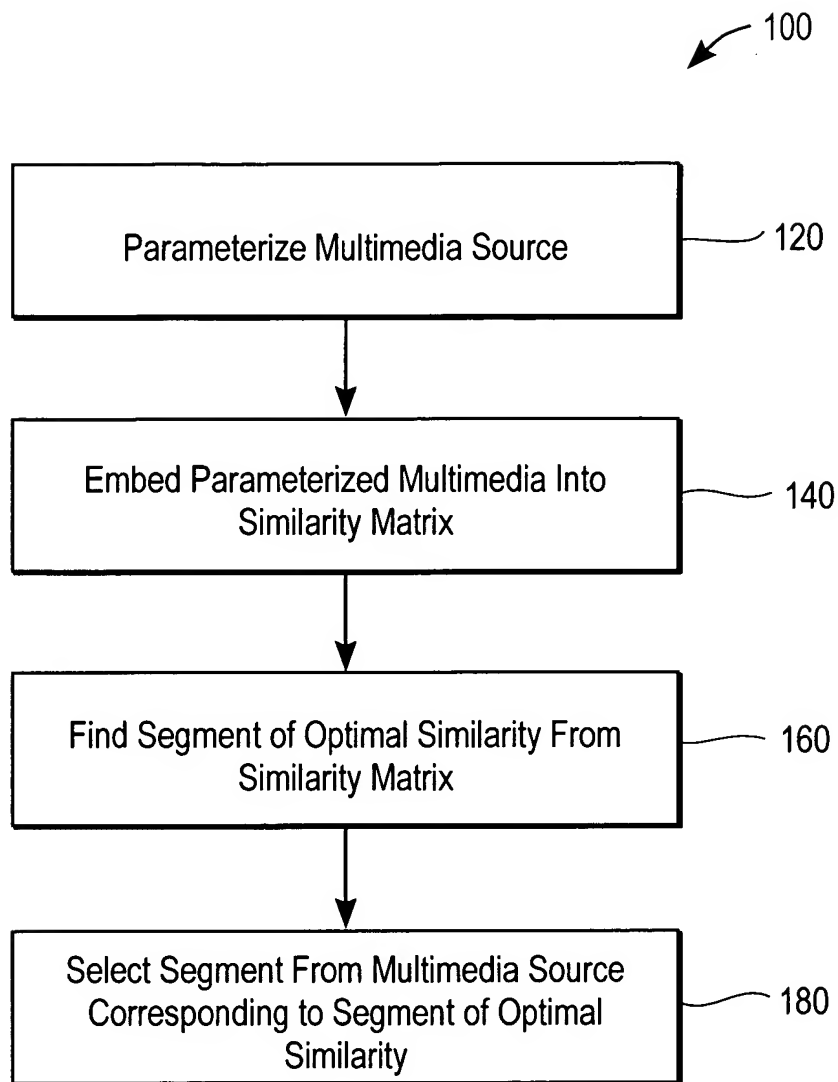 100
Parameterize Multimedia Source
120
Embed Parameterized Multimedia Into
Similarity Matrix
140
Find Segment of Optimal Similarity From
Similarity Matrix
160
Select Segment From Multimedia Source
Corresponding to Segment of Optimal
Similarity
180